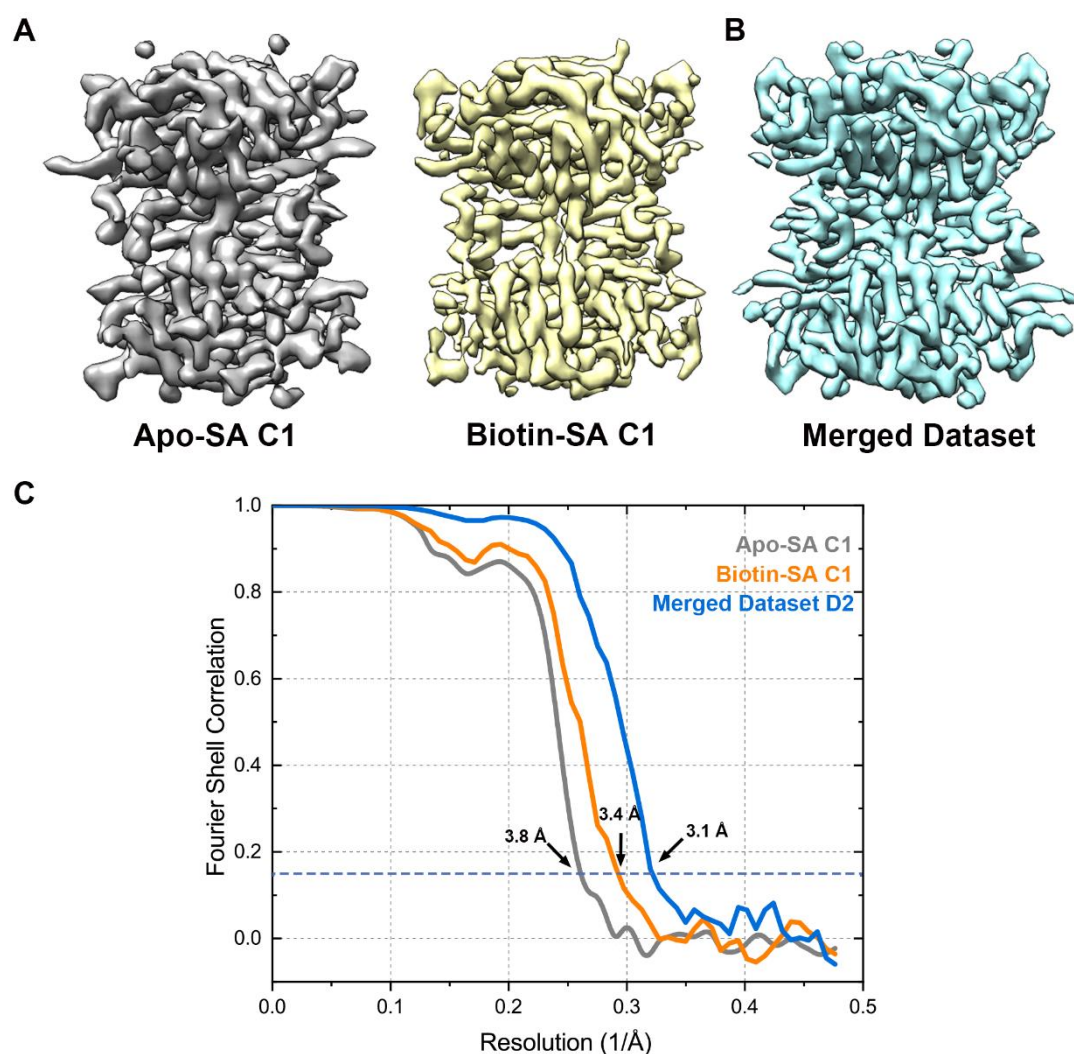 A
B
Apo-SA C1
Biotin-SA C1
Merged Dataset
C
1.0
0.8
0.6
0.4
0.2
0.0
Fourier Shell Correlation
Apo-SA C1
Biotin-SA C1
Merged Dataset D2
3.8 Å
3.4 Å
3.1 Å
0.0
0.1
0.2
0.3
0.4
0.5
Resolution (1/Å)